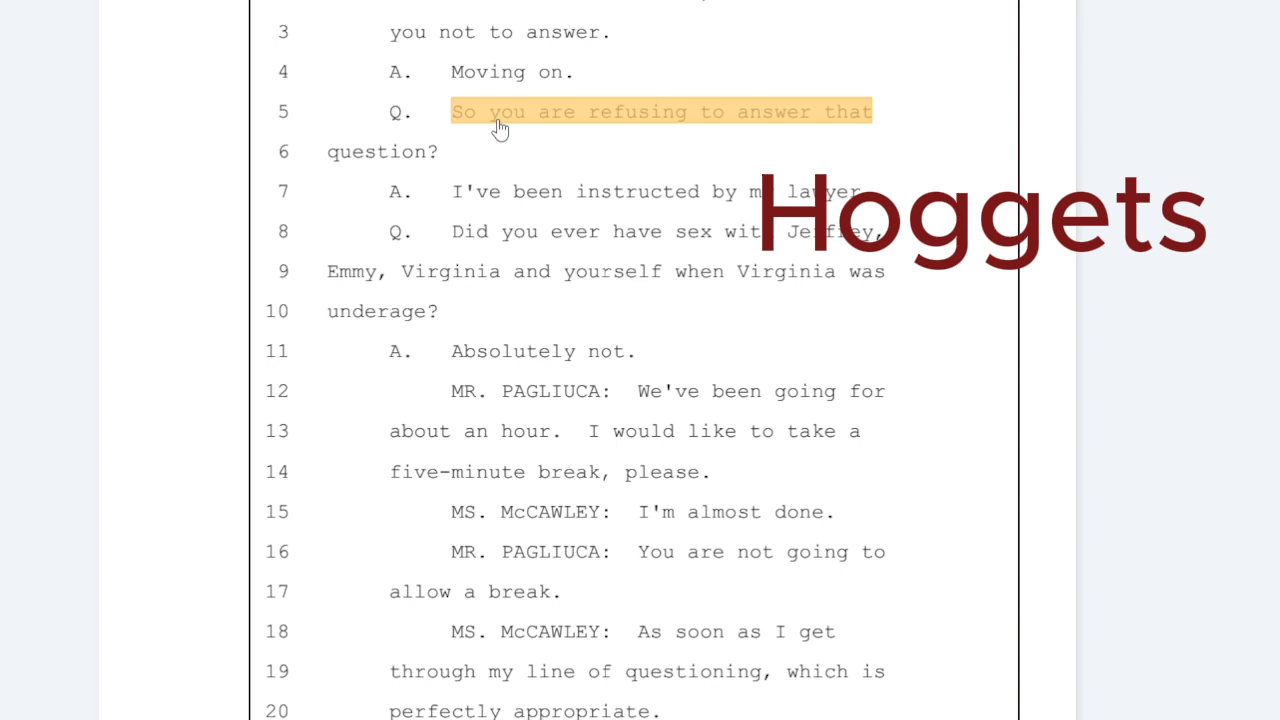 3 you not to answer.
4 A. Moving on.
5 Q. So you are refusing to answer that
6 question?
7 A. I've been instructed by my lawyer.
8 Q. Did you ever have sex with Jeffrey,
Hoggets
9 Emmy, Virginia and yourself when Virginia was
10 underage?
11 A. Absolutely not.
12 MR. PAGLIUCA: We've been going for
13 about an hour. I would like to take a
14 five-minute break, please.
15 MS. McCAWLEY: I'm almost done.
16 MR. PAGLIUCA: You are not going to
17 allow a break.
18 MS. McCAWLEY: As soon as I get
19 through my line of questioning, which is
20 perfectly appropriate.